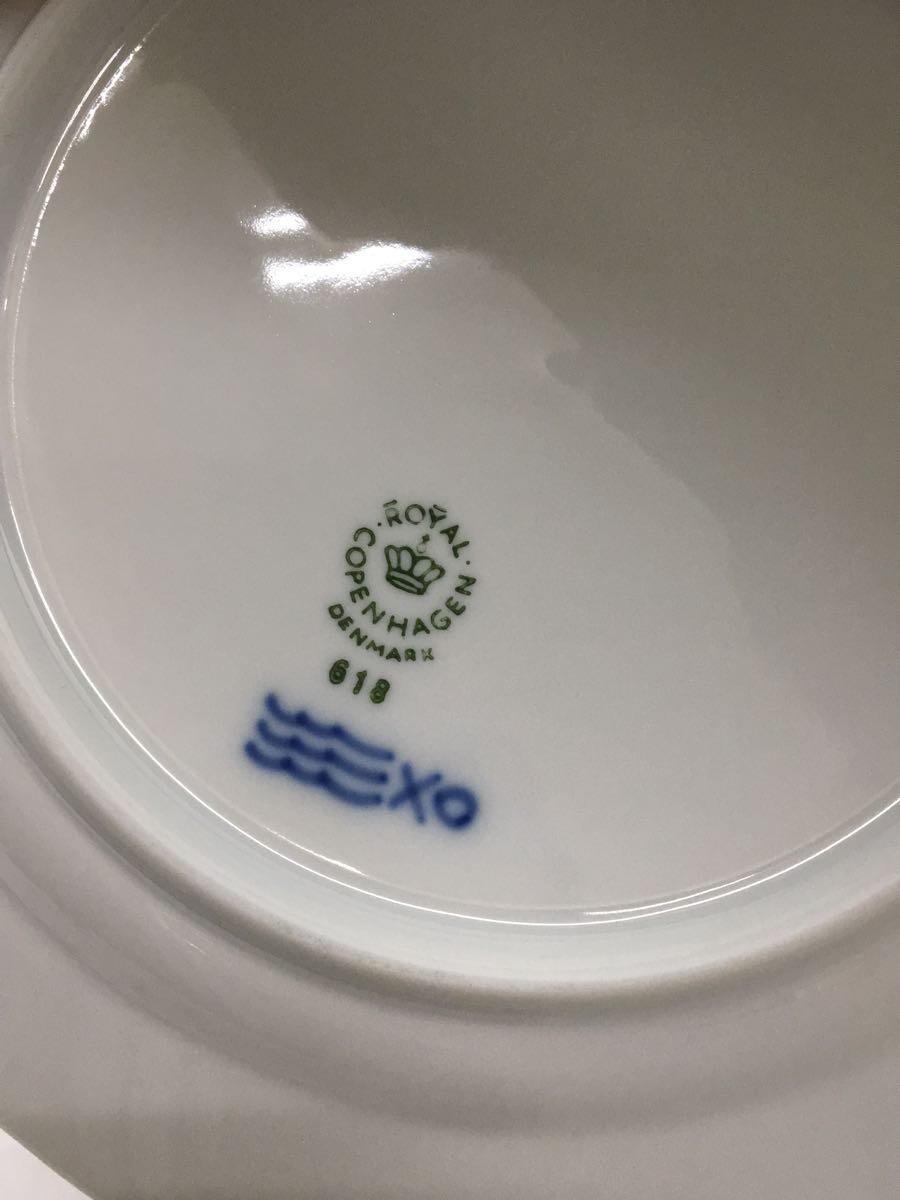 ROYAL
COPENHAGEN
DENMARK
618
XO